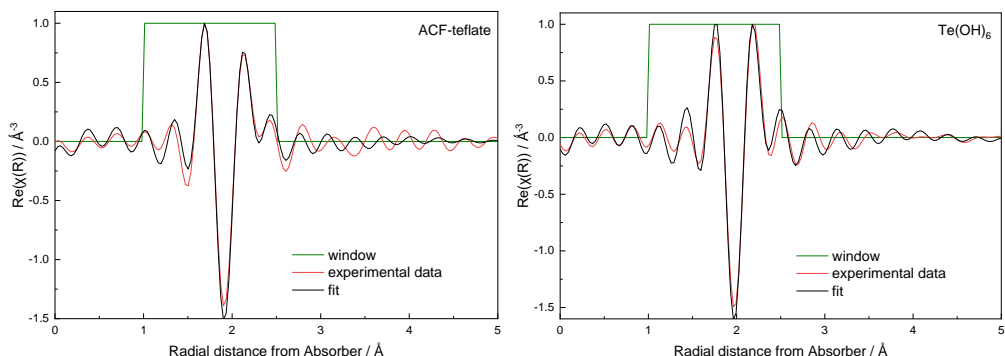 ACF-teflate
1.0
0.5
0.0
-0.5
-1.0
-1.5
Re(χ(R)) / Å⁻³
window
experimental data
fit
0 1 2 3 4 5
Radial distance from Absorber / Å
Te(OH)₆
1.0
0.5
0.0
-0.5
-1.0
-1.5
Re(χ(R)) / Å⁻³
window
experimental data
fit
0 1 2 3 4 5
Radial distance from Absorber / Å